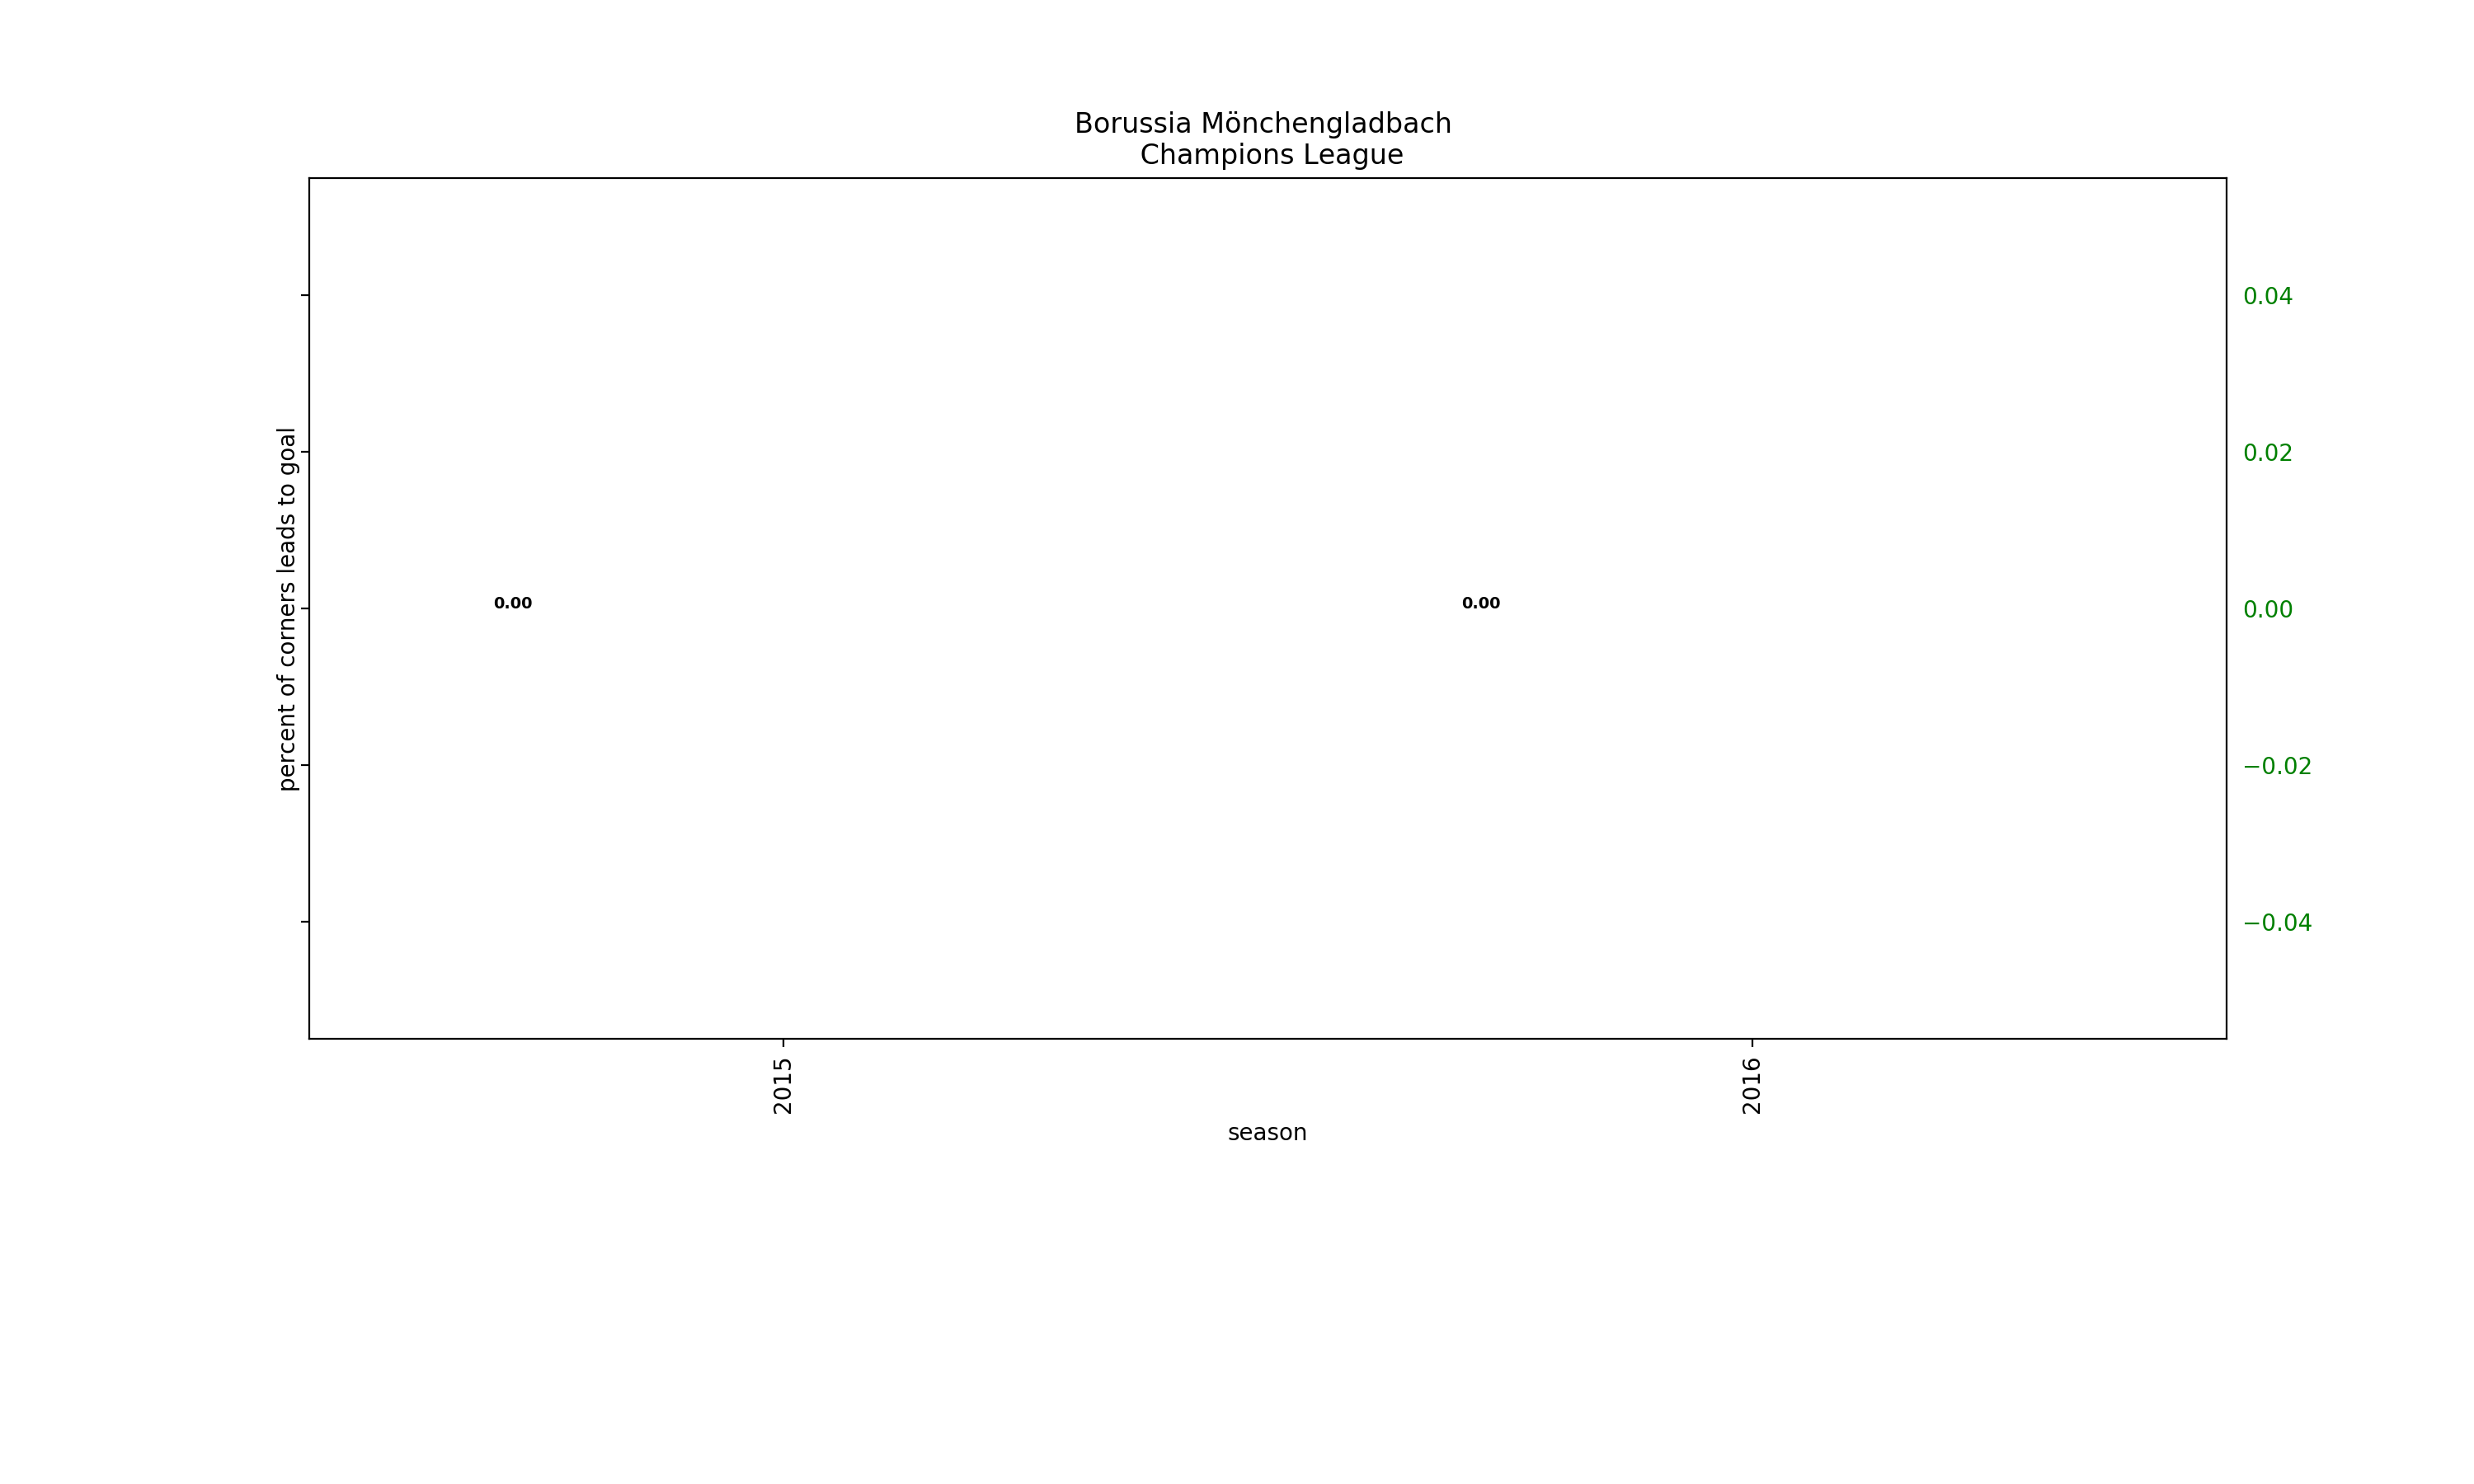 Borussia Mönchengladbach
Champions League
percent of corners leads to goal
0.04
0.02
0.00
−0.02
−0.04
0.00
0.00
2015
2016
season